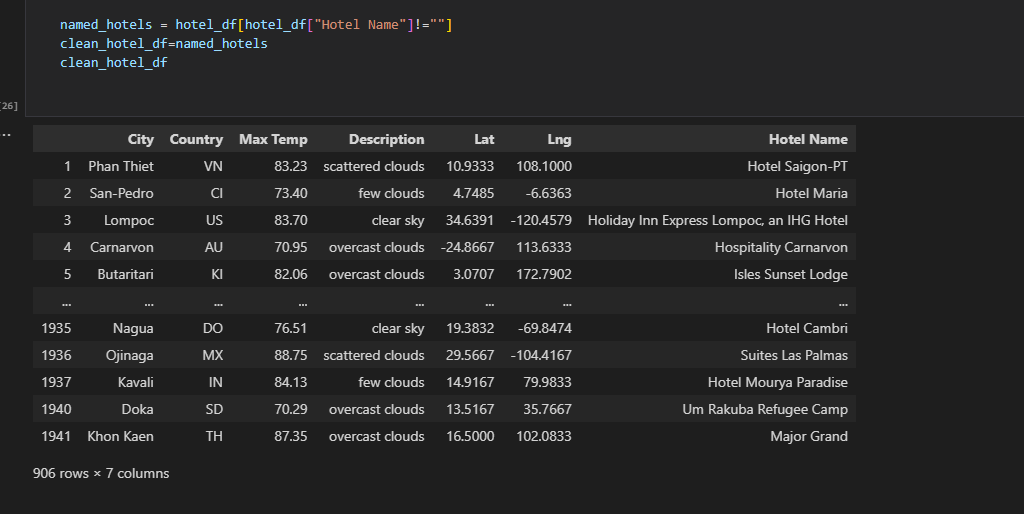 named_hotels = hotel_df[hotel_df["Hotel Name"]!=""]
clean_hotel_df=named_hotels
clean_hotel_df
26]
...
City Country Max Temp Description Lat Lng Hotel Name
1 Phan Thiet VN 83.23 scattered clouds 10.9333 108.1000 Hotel Saigon-PT
2 San-Pedro CI 73.40 few clouds 4.7485 -6.6363 Hotel Maria
3 Lompoc US 83.70 clear sky 34.6391 -120.4579 Holiday Inn Express Lompoc, an IHG Hotel
4 Carnarvon AU 70.95 overcast clouds -24.8667 113.6333 Hospitality Carnarvon
5 Butaritari KI 82.06 overcast clouds 3.0707 172.7902 Isles Sunset Lodge
... ... ... ... ... ... ... ...
1935 Nagua DO 76.51 clear sky 19.3832 -69.8474 Hotel Cambri
1936 Ojinaga MX 88.75 scattered clouds 29.5667 -104.4167 Suites Las Palmas
1937 Kavali IN 84.13 few clouds 14.9167 79.9833 Hotel Mourya Paradise
1940 Doka SD 70.29 overcast clouds 13.5167 35.7667 Um Rakuba Refugee Camp
1941 Khon Kaen TH 87.35 overcast clouds 16.5000 102.0833 Major Grand
906 rows × 7 columns